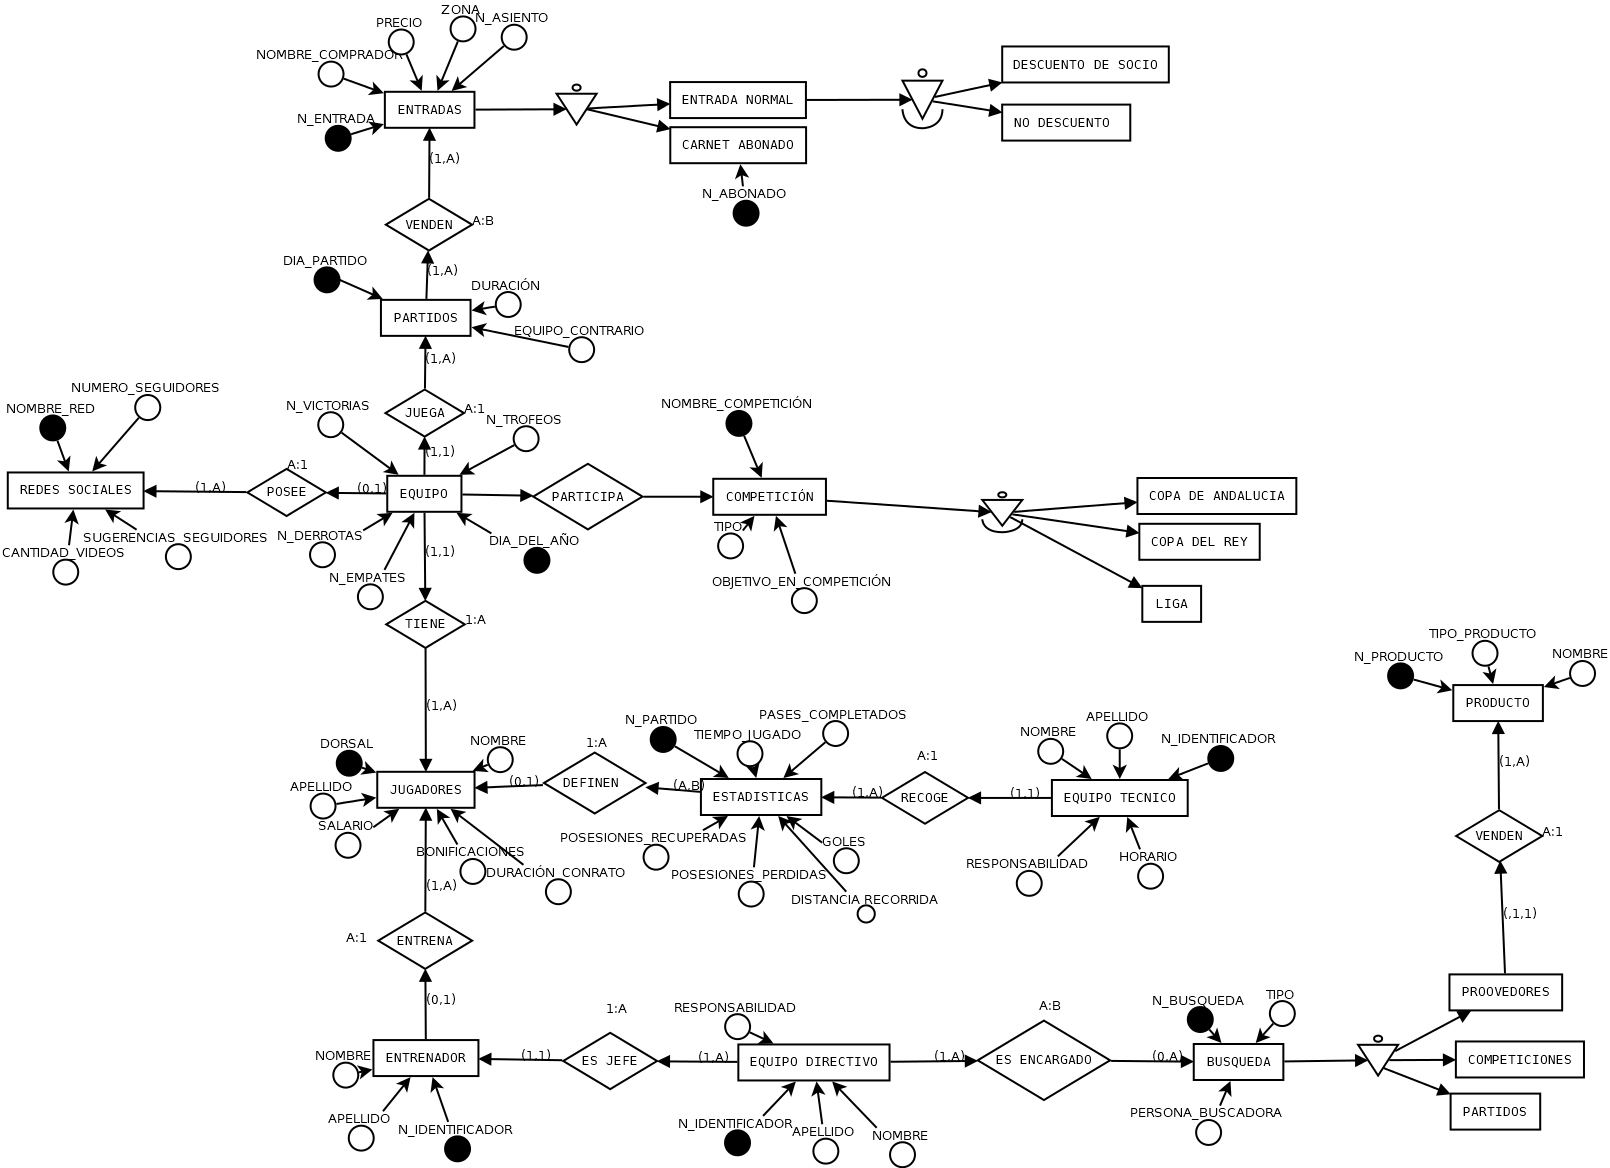 ZONA
N_ASIENTO
PRECIO
NOMBRE_COMPRADOR
DESCUENTO DE SOCIO
ENTRADA NORMAL
ENTRADAS
N_ENTRADA
NO DESCUENTO
CARNET ABONADO
(1,A)
N_ABONADO
VENDEN
A:B
DIA_PARTIDO
(1,A)
DURACIÓN
PARTIDOS
EQUIPO_CONTRARIO
(1,A)
NUMERO_SEGUIDORES
NOMBRE_RED
N_VICTORIAS
JUEGA
A:1
N_TROFEOS
NOMBRE_COMPETICIÓN
(1,1)
A:1
REDES SOCIALES
(1,A)
POSEE
(0,1)
EQUIPO
PARTICIPA
COMPETICIÓN
COPA DE ANDALUCIA
TIPO
N_DERROTAS
SUGERENCIAS_SEGUIDORES
DIA_DEL_AÑO
COPA DEL REY
CANTIDAD_VIDEOS
(1,1)
N_EMPATES
OBJETIVO_EN_COMPETICIÓN
LIGA
TIENE
1:A
TIPO_PRODUCTO
N_PRODUCTO
NOMBRE
(1,A)
PRODUCTO
N_PARTIDO
PASES_COMPLETADOS
APELLIDO
TIEMPO_JUGADO
NOMBRE
N_IDENTIFICADOR
DORSAL
NOMBRE
1:A
A:1
(1,A)
APELLIDO
JUGADORES
(0,1)
DEFINEN
(A,B)
ESTADISTICAS
(1,A)
RECOGE
(1,1)
EQUIPO TECNICO
SALARIO
POSESIONES_RECUPERADAS
GOLES
VENDEN
A:1
BONIFICACIONES
DURACIÓN_CONRATO
POSESIONES_PERDIDAS
RESPONSABILIDAD
HORARIO
(1,A)
DISTANCIA RECORRIDA
(,1,1)
A:1
ENTRENA
(0,1)
PROOVEDORES
1:A
RESPONSABILIDAD
A:B
N_BUSQUEDA
TIPO
NOMBRE
ENTRENADOR
(1,1)
ES JEFE
(1,A)
EQUIPO DIRECTIVO
(1,A)
ES ENCARGADO
(0,A)
BUSQUEDA
COMPETICIONES
APELLIDO
N_IDENTIFICADOR
N_IDENTIFICADOR
APELLIDO
NOMBRE
PERSONA_BUSCADORA
PARTIDOS